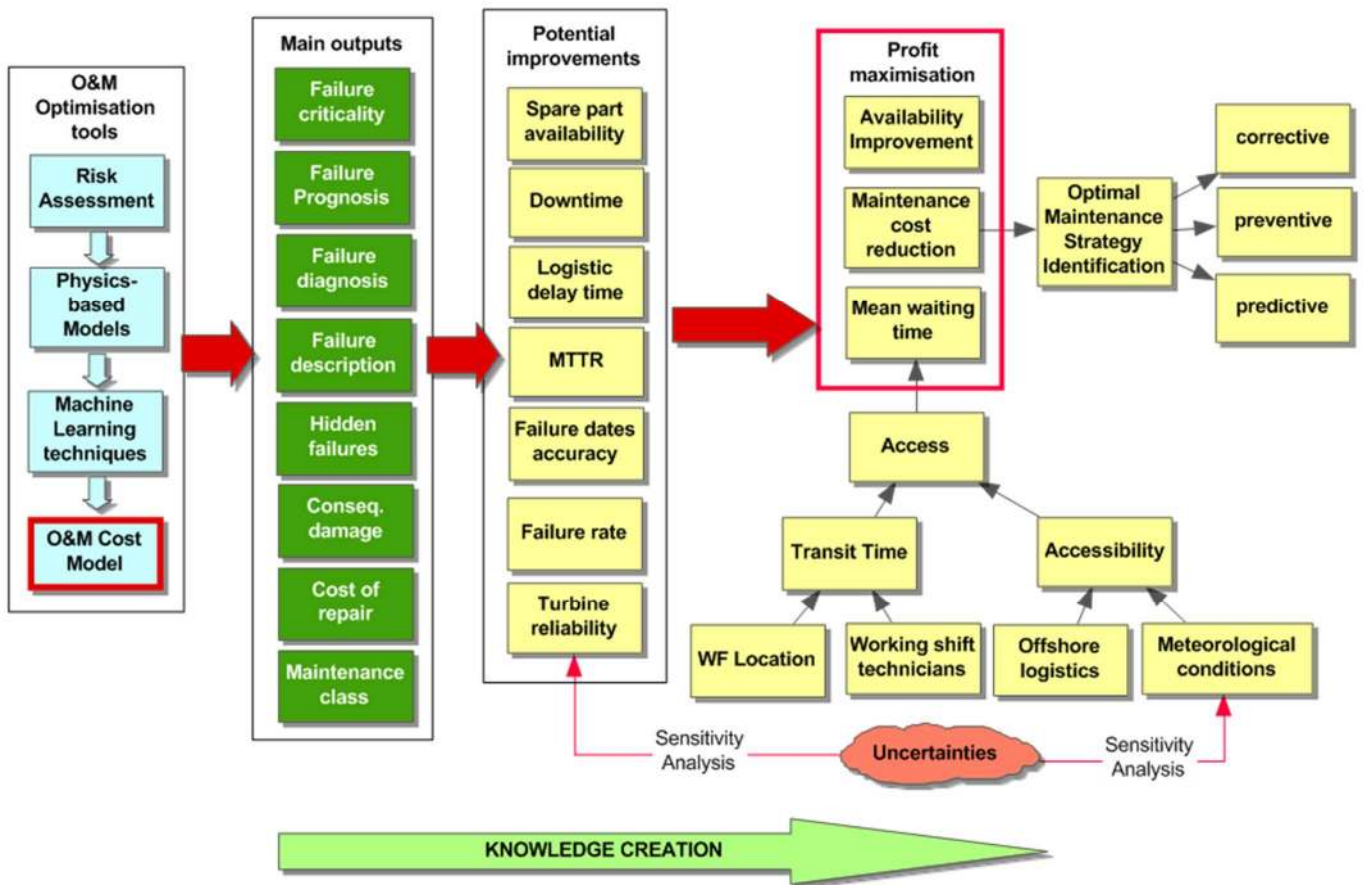 O&M
Optimisation
tools
Risk
Assessment
Physics-
based
Models
Machine
Learning
techniques
O&M Cost
Model
Main outputs
Failure
criticality
Failure
Prognosis
Failure
diagnosis
Failure
description
Hidden
failures
Conseq.
damage
Cost of
repair
Maintenance
class
Potential
improvements
Spare part
availability
Downtime
Logistic
delay time
MTTR
Failure dates
accuracy
Failure rate
Turbine
reliability
Profit
maximisation
Availability
Improvement
Maintenance
cost
reduction
Mean waiting
time
Optimal
Maintenance
Strategy
Identification
corrective
preventive
predictive
Access
Transit Time
Accessibility
WF Location
Working shift
technicians
Offshore
logistics
Meteorological
conditions
Sensitivity
Analysis
Uncertainties
Sensitivity
Analysis
KNOWLEDGE CREATION